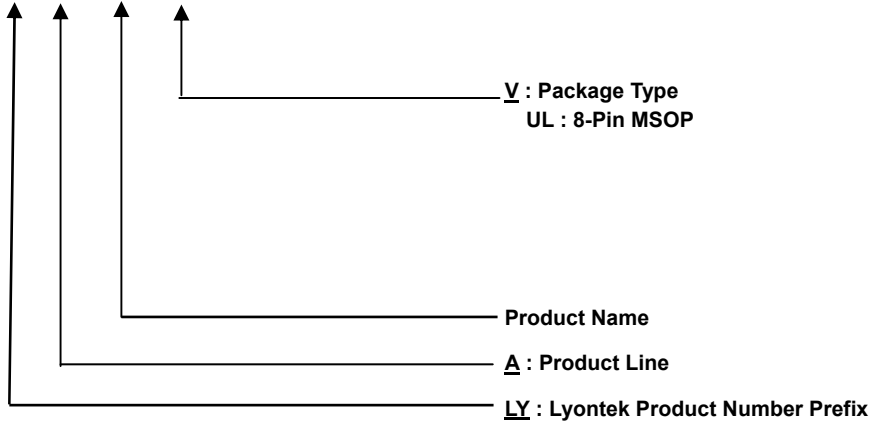 V : Package Type
UL : 8-Pin MSOP
Product Name
A : Product Line
LY : Lyontek Product Number Prefix